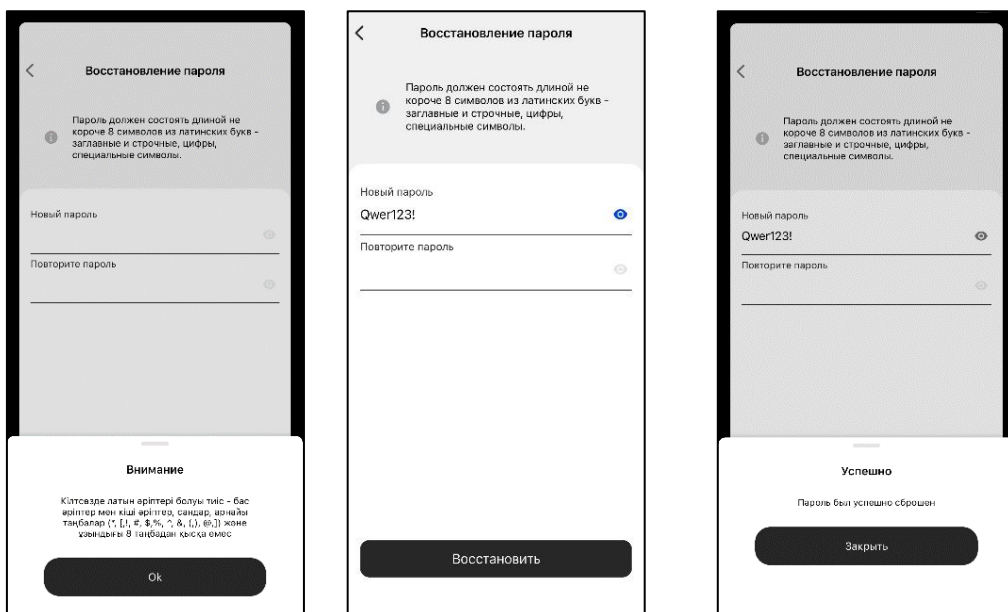 Восстановление пароля
Пароль должен состоять длиной не
короче 8 символов из латинских букв -
заглавные и строчные, цифры,
специальные символы.
Новый пароль
Повторите пароль
Внимание
Кілтсөзде латын әріптері болуы тиіс - бас
әріптер мен кіші әріптер, сандар, арнайы
таңбалар (*, [,!, #, $,%, ^, &, (,), @,]) және
ұзындығы 8 таңбадан қысқа емес
Ok
Восстановление пароля
Пароль должен состоять длиной не
короче 8 символов из латинских букв -
заглавные и строчные, цифры,
специальные символы.
Новый пароль
Qwer123!
Повторите пароль
Восстановить
Восстановление пароля
Пароль должен состоять длиной не
короче 8 символов из латинских букв -
заглавные и строчные, цифры,
специальные символы.
Новый пароль
Qwer123!
Повторите пароль
Успешно
Пароль был успешно сброшен
Закрыть